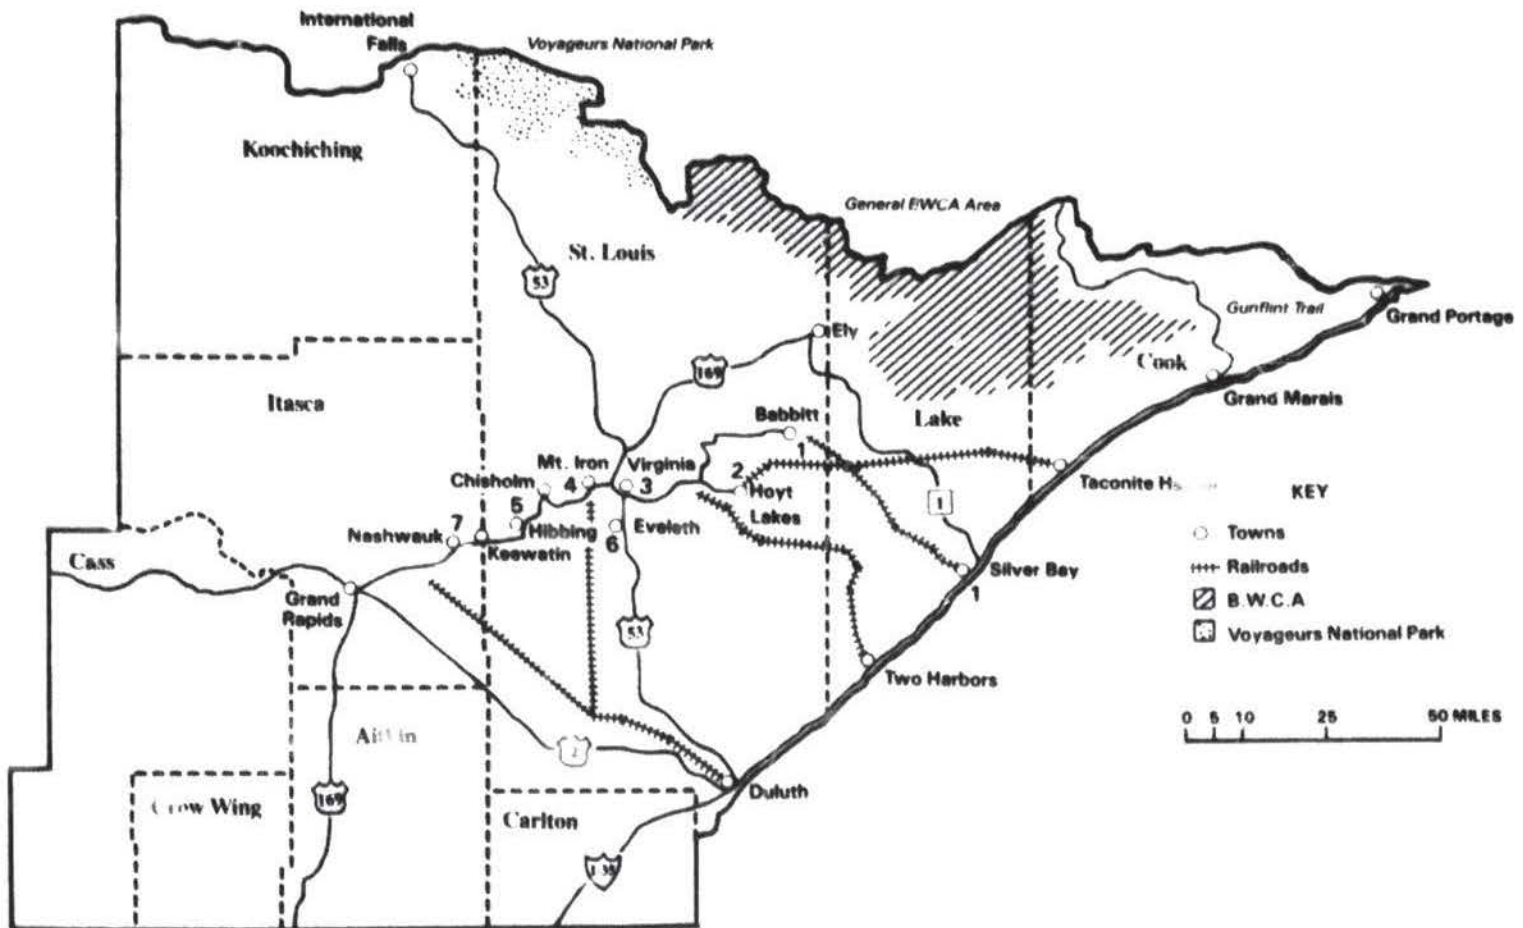 International
Falls
Voyageurs National Park
Koochiching
General BWCA Area
St. Louis
53
Gunflint Trail
Grand Portage
Ely
169
Cook
Itasca
Grand Marais
Lake
Babbitt
1
Mt. Iron
Virginia
Chisholm
4
3
2
Hoyt
Lakes
Taconite
KEY
1
5
7
Nashwauk
Hibbing
Keewatin
6
Eveleth
Towns
Cass
Silver Bay
1
Railroads
Grand
Rapids
B.W.C.A
53
Voyageurs National Park
Two Harbors
0 5 10 25 50 MILES
2
Duluth
169
Crow Wing
Carlton
I-35